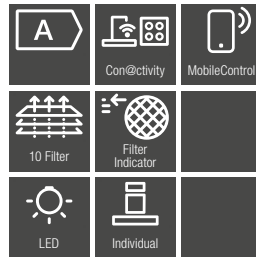 A
Con@ctivity
MobileControl
10 Filter
Filter
Indicator
LED
Individual